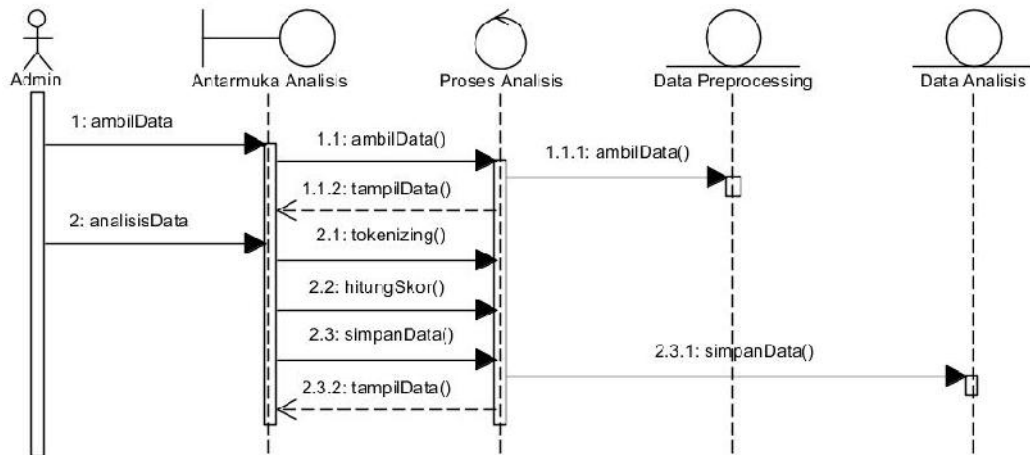 Admin
Antarmuka Analisis
Proses Analisis
Data Preprocessing
Data Analisis
1: ambilData
1.1: ambilData()
1.1.1: ambilData()
1.1.2: tampilData()
2: analisisData
2.1: tokenizing()
2.2: hitungSkor()
2.3: simpanData()
2.3.1: simpanData()
2.3.2: tampilData()